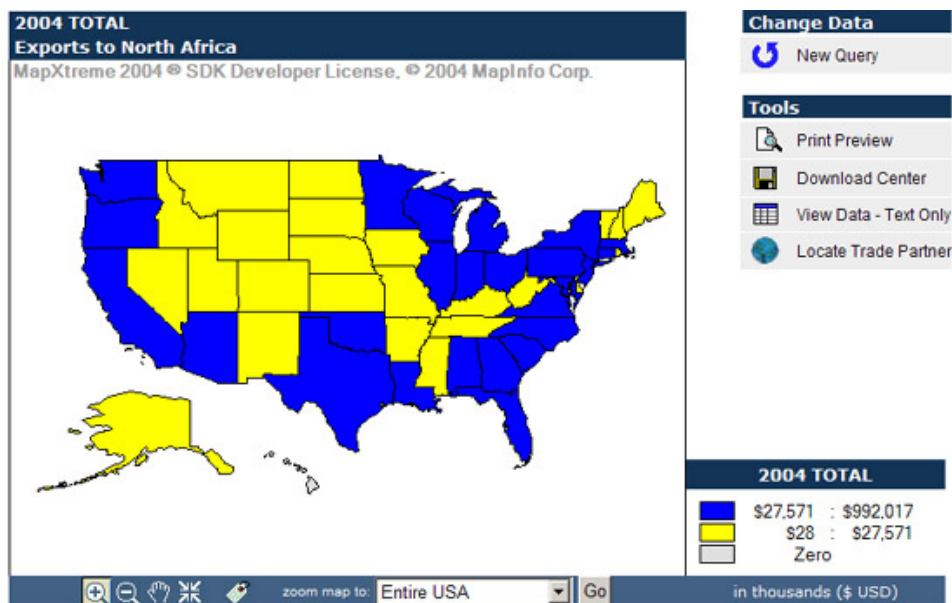 2004 TOTAL
Exports to North Africa
MapXtreme 2004 ® SDK Developer License, © 2004 MapInfo Corp.
Change Data
New Query
Tools
Print Preview
Download Center
View Data - Text Only
Locate Trade Partner
2004 TOTAL
$27,571 : $992,017
$28 : $27,571
Zero
zoom map to: Entire USA Go
in thousands ($ USD)